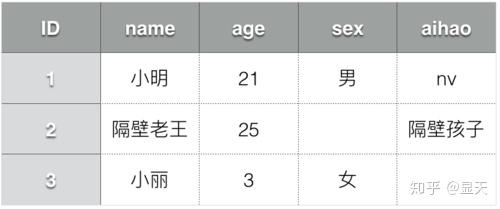 ID name age sex aihao
1 小明 21 男 nv
2 隔壁老王 25 隔壁孩子
3 小丽 3 女
知乎 @显天